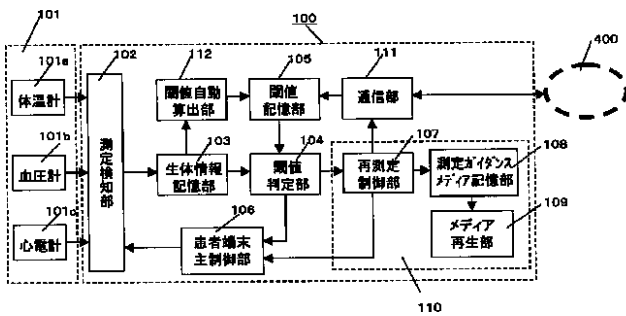 100
101
400
112
105
111
101a
102
体温計
閾値自動
算出部
閾値
記憶部
通信部
101b
血圧計
測定検知部
103
生体情報
記憶部
104
閾値
判定部
107
再測定
制御部
108
測定ガイダンス
メディア記憶部
心電計
106
患者端末
主制御部
メディア
再生部
109
110